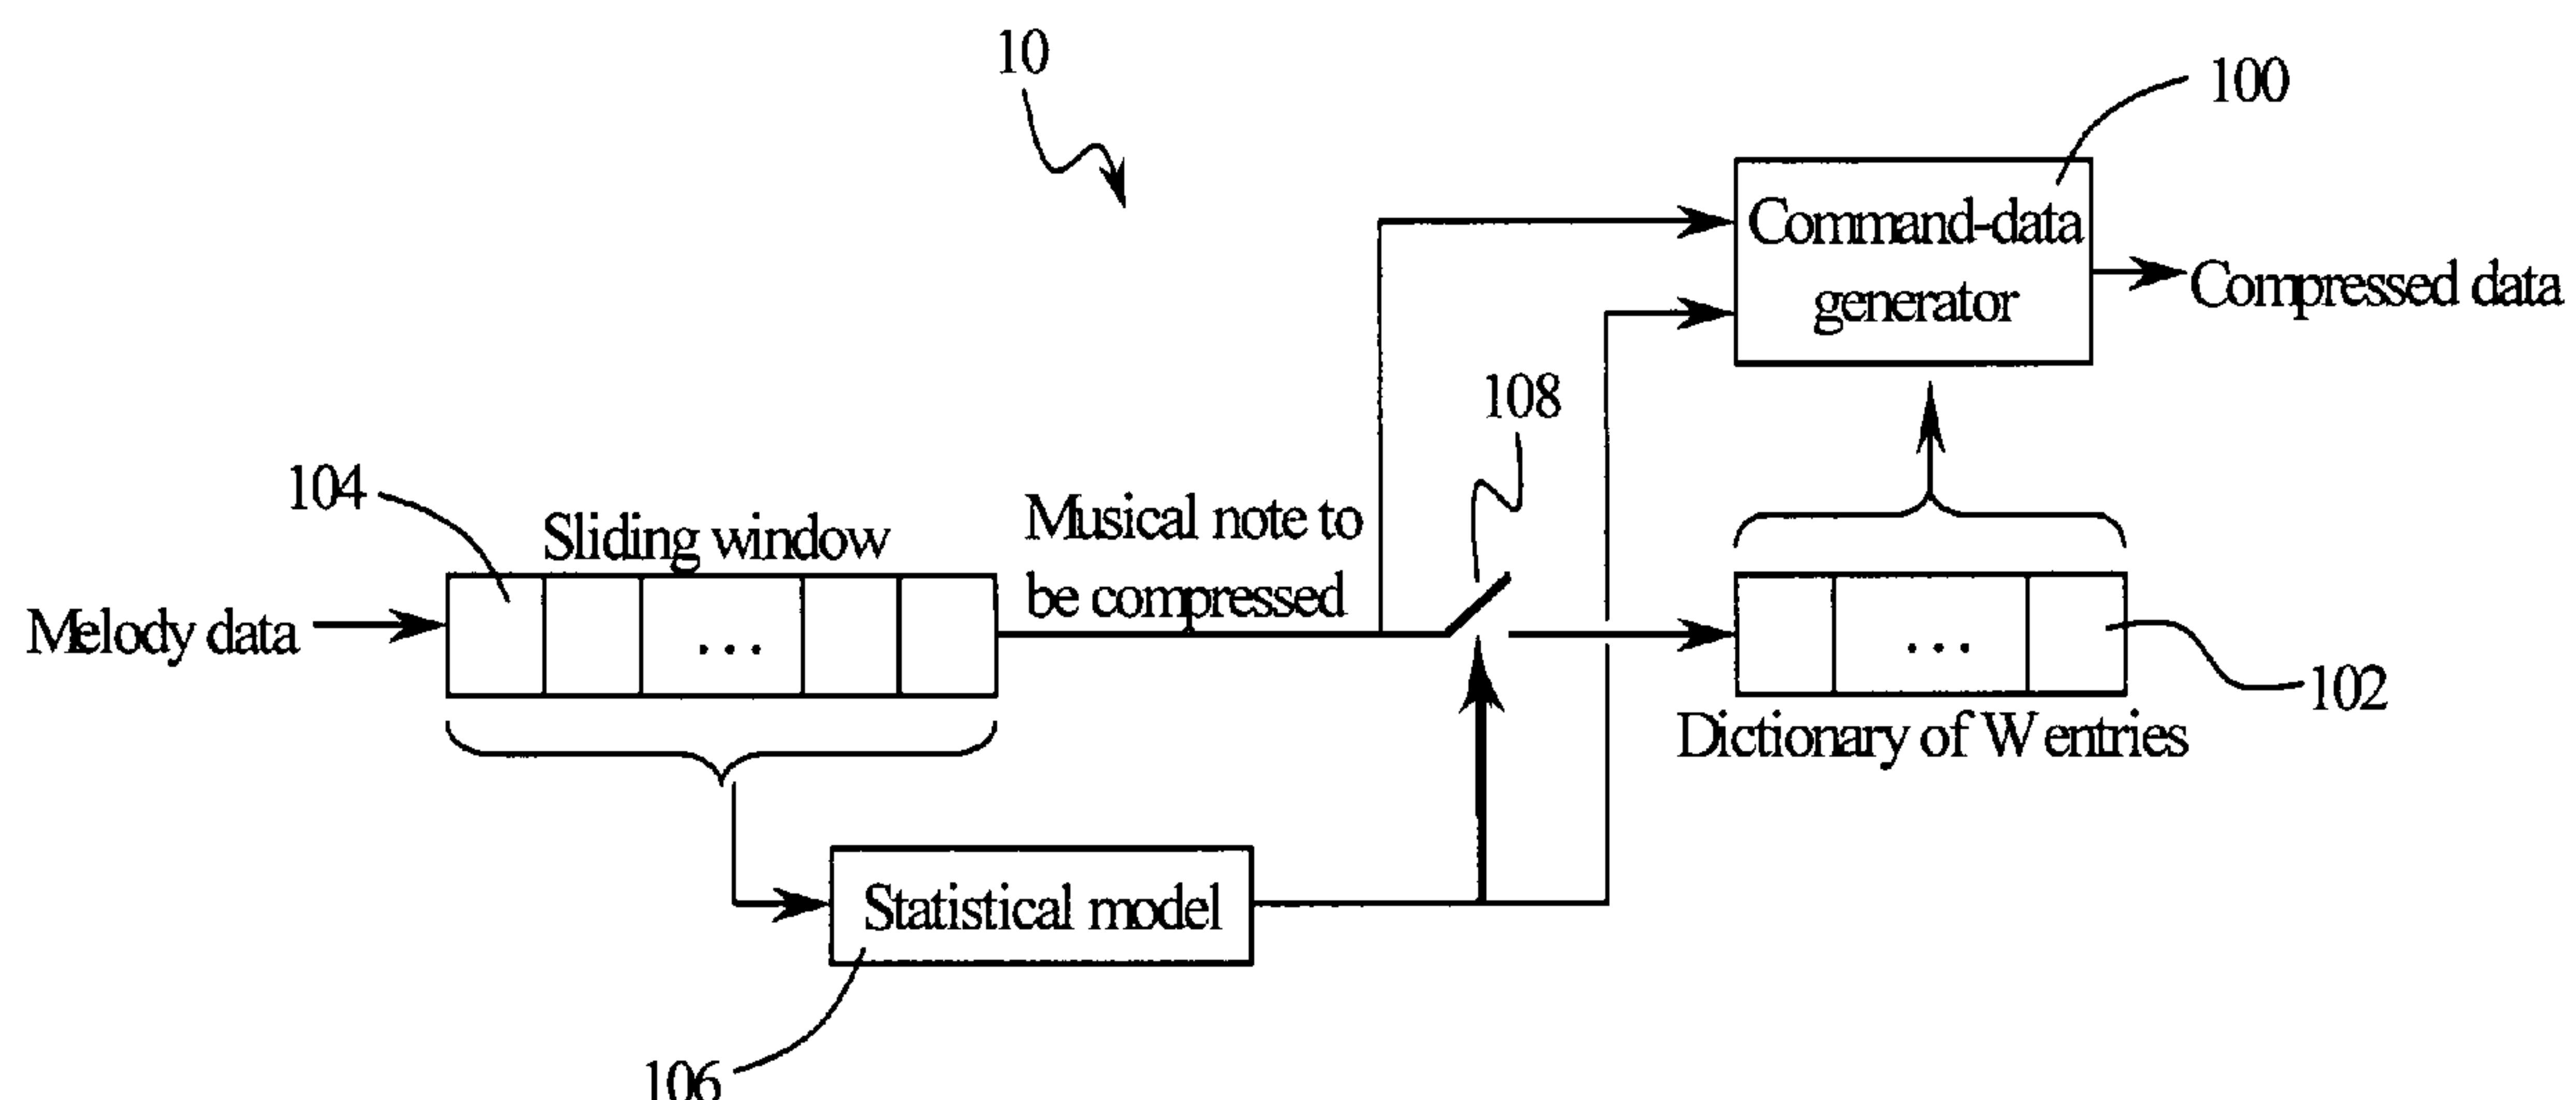 10
100
Command-data
generator
Compressed data
108
104
Sliding window
Musical note to
be compressed
Melody data
...
...
102
Dictionary of W entries
Statistical model
106